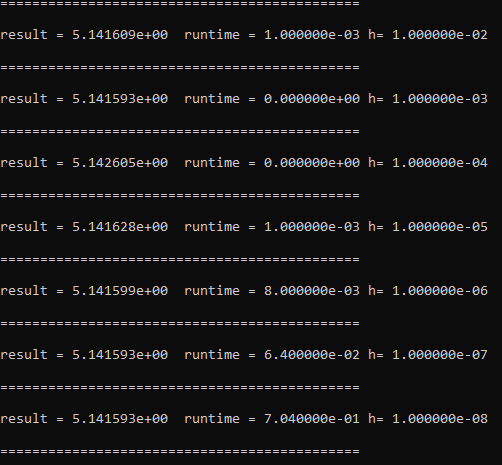 =============================================
result = 5.141609e+00  runtime = 1.000000e-03 h= 1.000000e-02
=============================================
result = 5.141593e+00  runtime = 0.000000e+00 h= 1.000000e-03
=============================================
result = 5.142605e+00  runtime = 0.000000e+00 h= 1.000000e-04
=============================================
result = 5.141628e+00  runtime = 1.000000e-03 h= 1.000000e-05
=============================================
result = 5.141599e+00  runtime = 8.000000e-03 h= 1.000000e-06
=============================================
result = 5.141593e+00  runtime = 6.400000e-02 h= 1.000000e-07
=============================================
result = 5.141593e+00  runtime = 7.040000e-01 h= 1.000000e-08
=============================================